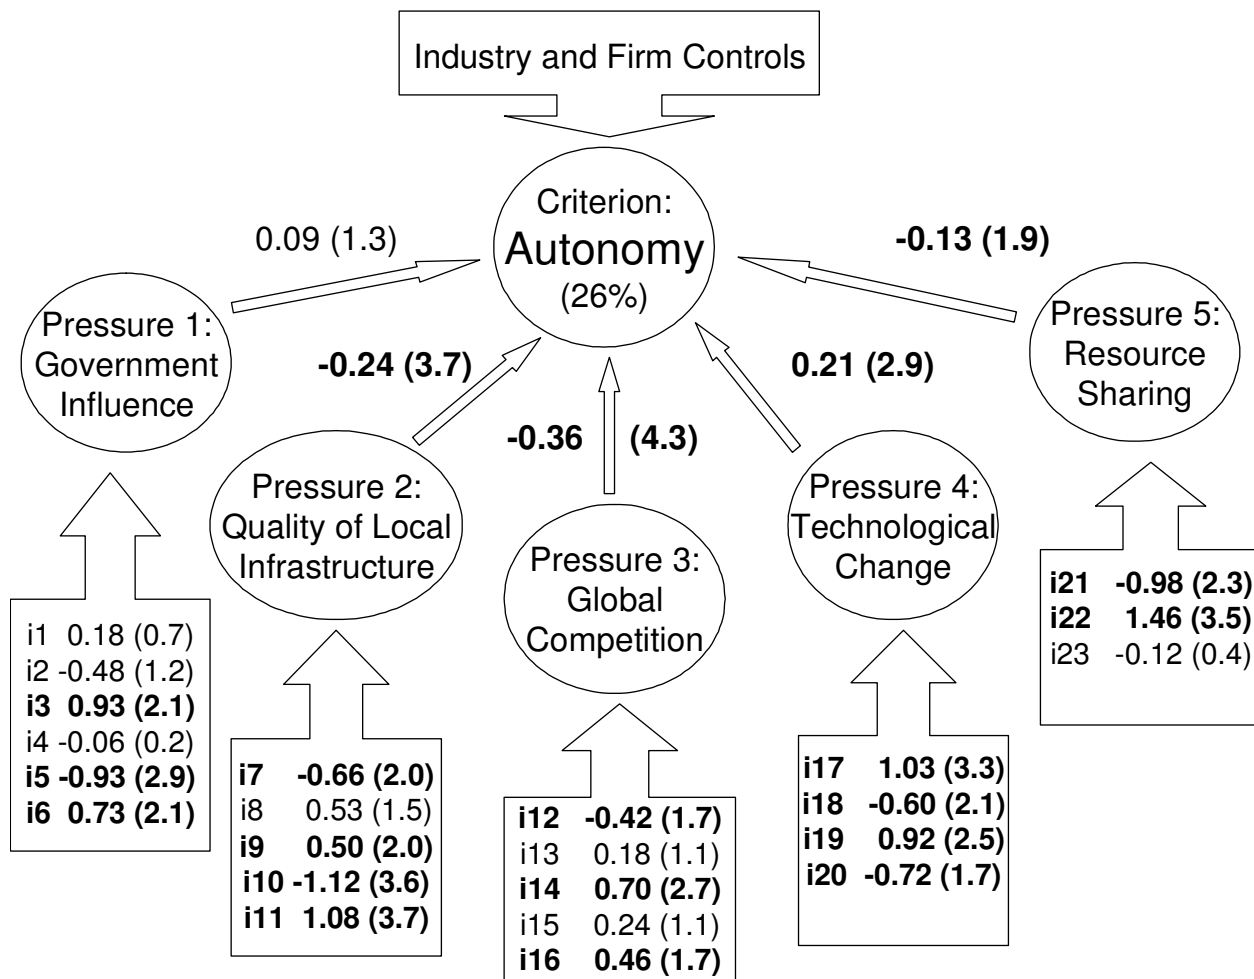 Industry and Firm Controls
Criterion:
Autonomy
(26%)
0.09 (1.3)
-0.24 (3.7)
-0.36 (4.3)
0.21 (2.9)
-0.13 (1.9)
Pressure 1:
Government
Influence
i1 0.18 (0.7)
i2 -0.48 (1.2)
i3 0.93 (2.1)
i4 -0.06 (0.2)
i5 -0.93 (2.9)
i6 0.73 (2.1)
Pressure 2:
Quality of Local
Infrastructure
i7 -0.66 (2.0)
i8 0.53 (1.5)
i9 0.50 (2.0)
i10 -1.12 (3.6)
i11 1.08 (3.7)
Pressure 3:
Global
Competition
i12 -0.42 (1.7)
i13 0.18 (1.1)
i14 0.70 (2.7)
i15 0.24 (1.1)
i16 0.46 (1.7)
Pressure 4:
Technological
Change
i17 1.03 (3.3)
i18 -0.60 (2.1)
i19 0.92 (2.5)
i20 -0.72 (1.7)
Pressure 5:
Resource
Sharing
i21 -0.98 (2.3)
i22 1.46 (3.5)
i23 -0.12 (0.4)